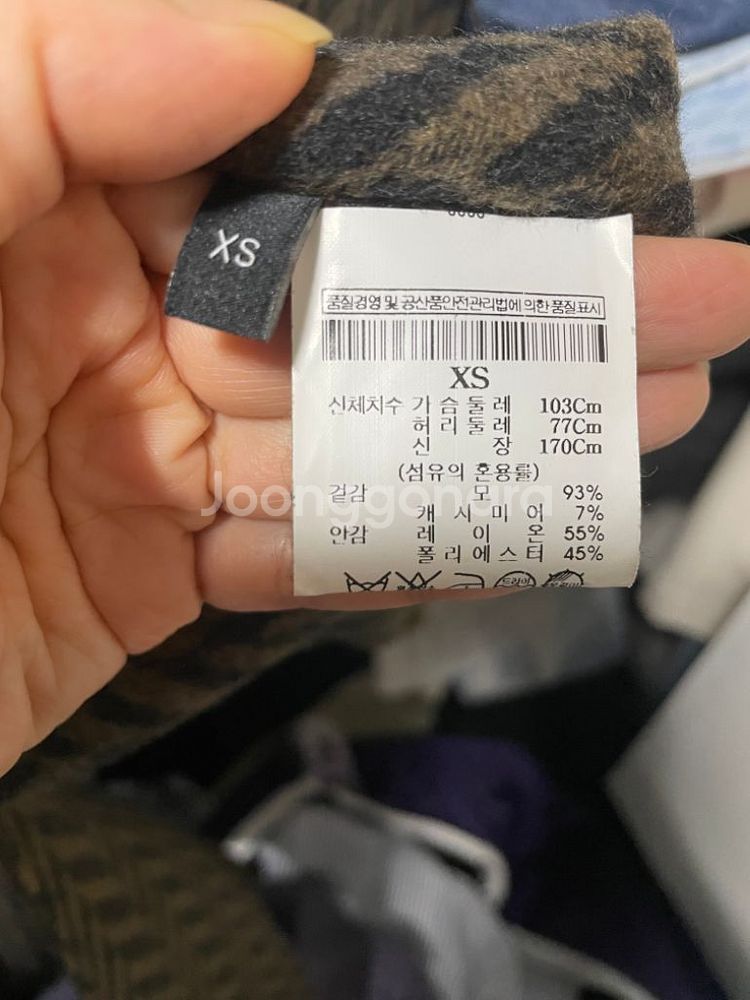 XS
품질경영 및 공산품안전관리법에 의한 품질표시
XS
신체치수 가슴둘레 103Cm
허리둘레 77Cm
신 장 170Cm
(섬유의 혼용률)
겉감 모 93%
캐시미어 7%
안감 레이온 55%
폴리에스터 45%
드라이
Joonggonara